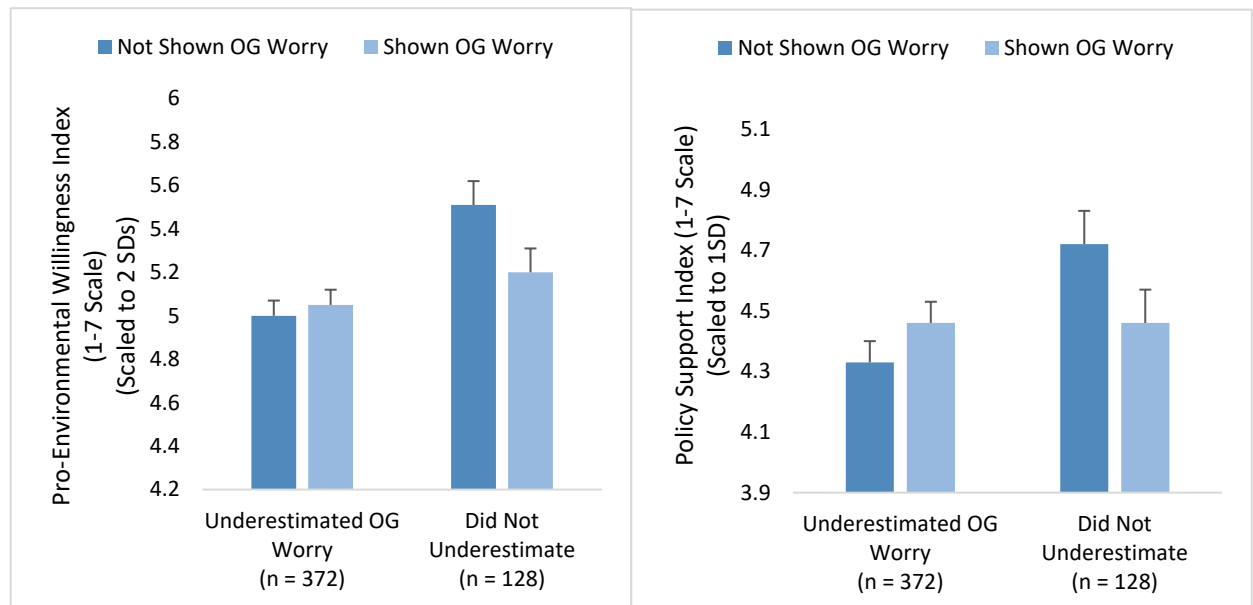 Not Shown OG Worry
Shown OG Worry
Pro-Environmental Willingness Index
(1-7 Scale)
(Scaled to 2 SDs)
6
5.8
5.6
5.4
5.2
5
4.8
4.6
4.4
4.2
Underestimated OG
Worry
(n = 372)
Did Not
Underestimate
(n = 128)
Not Shown OG Worry
Shown OG Worry
Policy Support Index (1-7 Scale)
(Scaled to 1SD)
5.1
4.9
4.7
4.5
4.3
4.1
3.9
Underestimated OG
Worry
(n = 372)
Did Not
Underestimate
(n = 128)